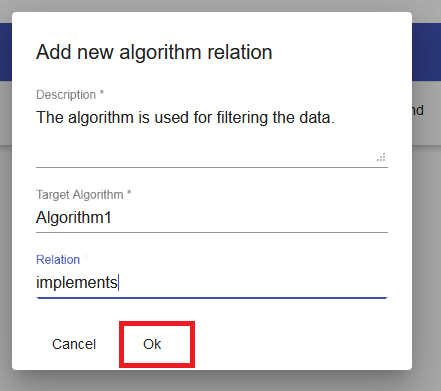 Add new algorithm relation
Description *
The algorithm is used for filtering the data.
nd
Target Algorithm *
Algorithm1
Relation
implements
Cancel Ok